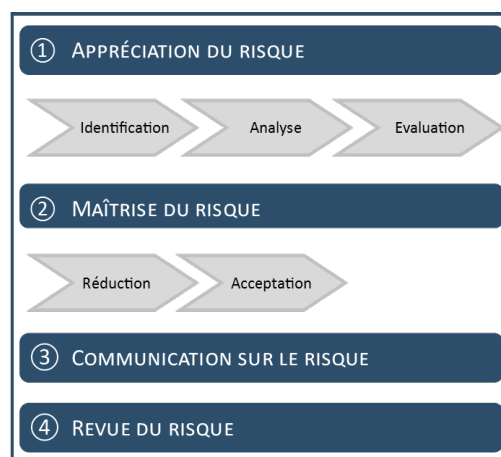 ① APPRÉCIATION DU RISQUE
Identification Analyse Evaluation
② MAÎTRISE DU RISQUE
Réduction Acceptation
③ COMMUNICATION SUR LE RISQUE
④ REVUE DU RISQUE